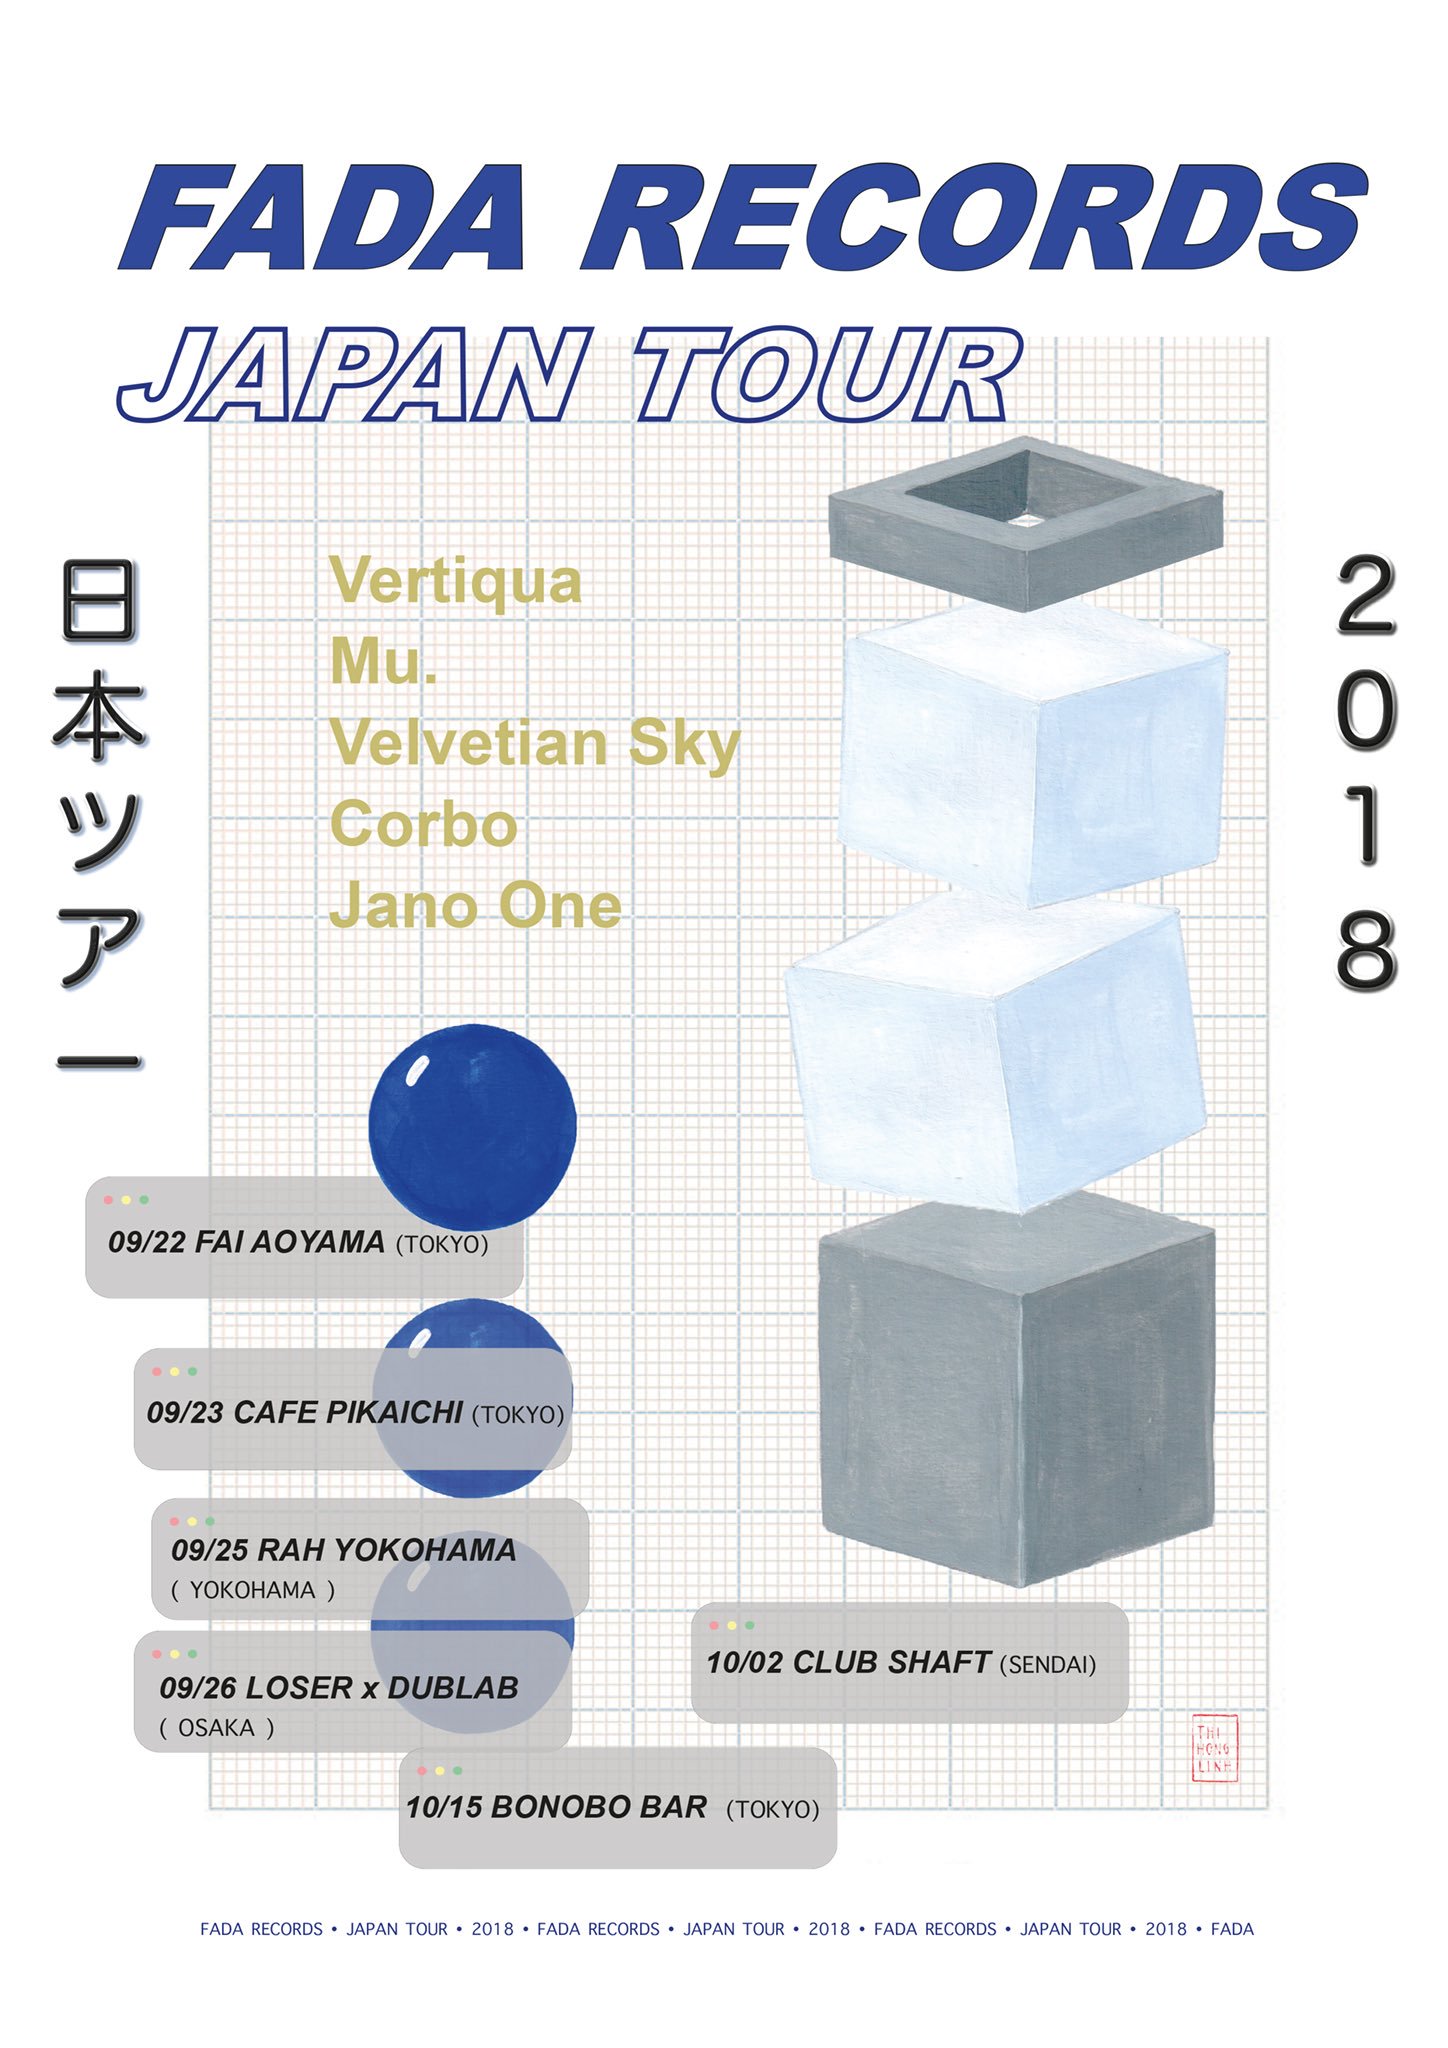 FADA RECORDS
JAPAN TOUR
日本ツアー
2018
Vertiqua
Mu.
Velvetian Sky
Corbo
Jano One
09/22 FAI AOYAMA (TOKYO)
09/23 CAFE PIKAICHI (TOKYO)
09/25 RAH YOKOHAMA
( YOKOHAMA )
09/26 LOSER x DUBLAB
( OSAKA )
10/02 CLUB SHAFT (SENDAI)
10/15 BONOBO BAR (TOKYO)
THI
HONG
LINH
FADA RECORDS • JAPAN TOUR • 2018 • FADA RECORDS • JAPAN TOUR • 2018 • FADA RECORDS • JAPAN TOUR • 2018 • FADA